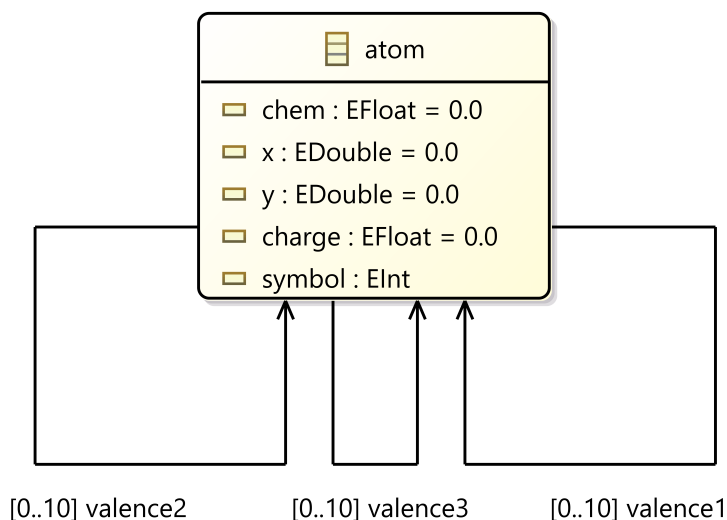 atom
chem : EFloat = 0.0
x : EDouble = 0.0
y : EDouble = 0.0
charge : EFloat = 0.0
symbol : EInt
[0..10] valence2
[0..10] valence3
[0..10] valence1